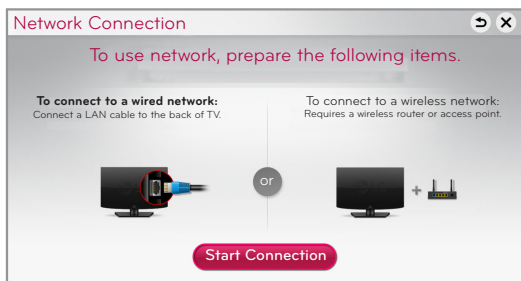 Network Connection
To use network, prepare the following items.
To connect to a wired network:
Connect a LAN cable to the back of TV.
To connect to a wireless network:
Requires a wireless router or access point.
or
Start Connection